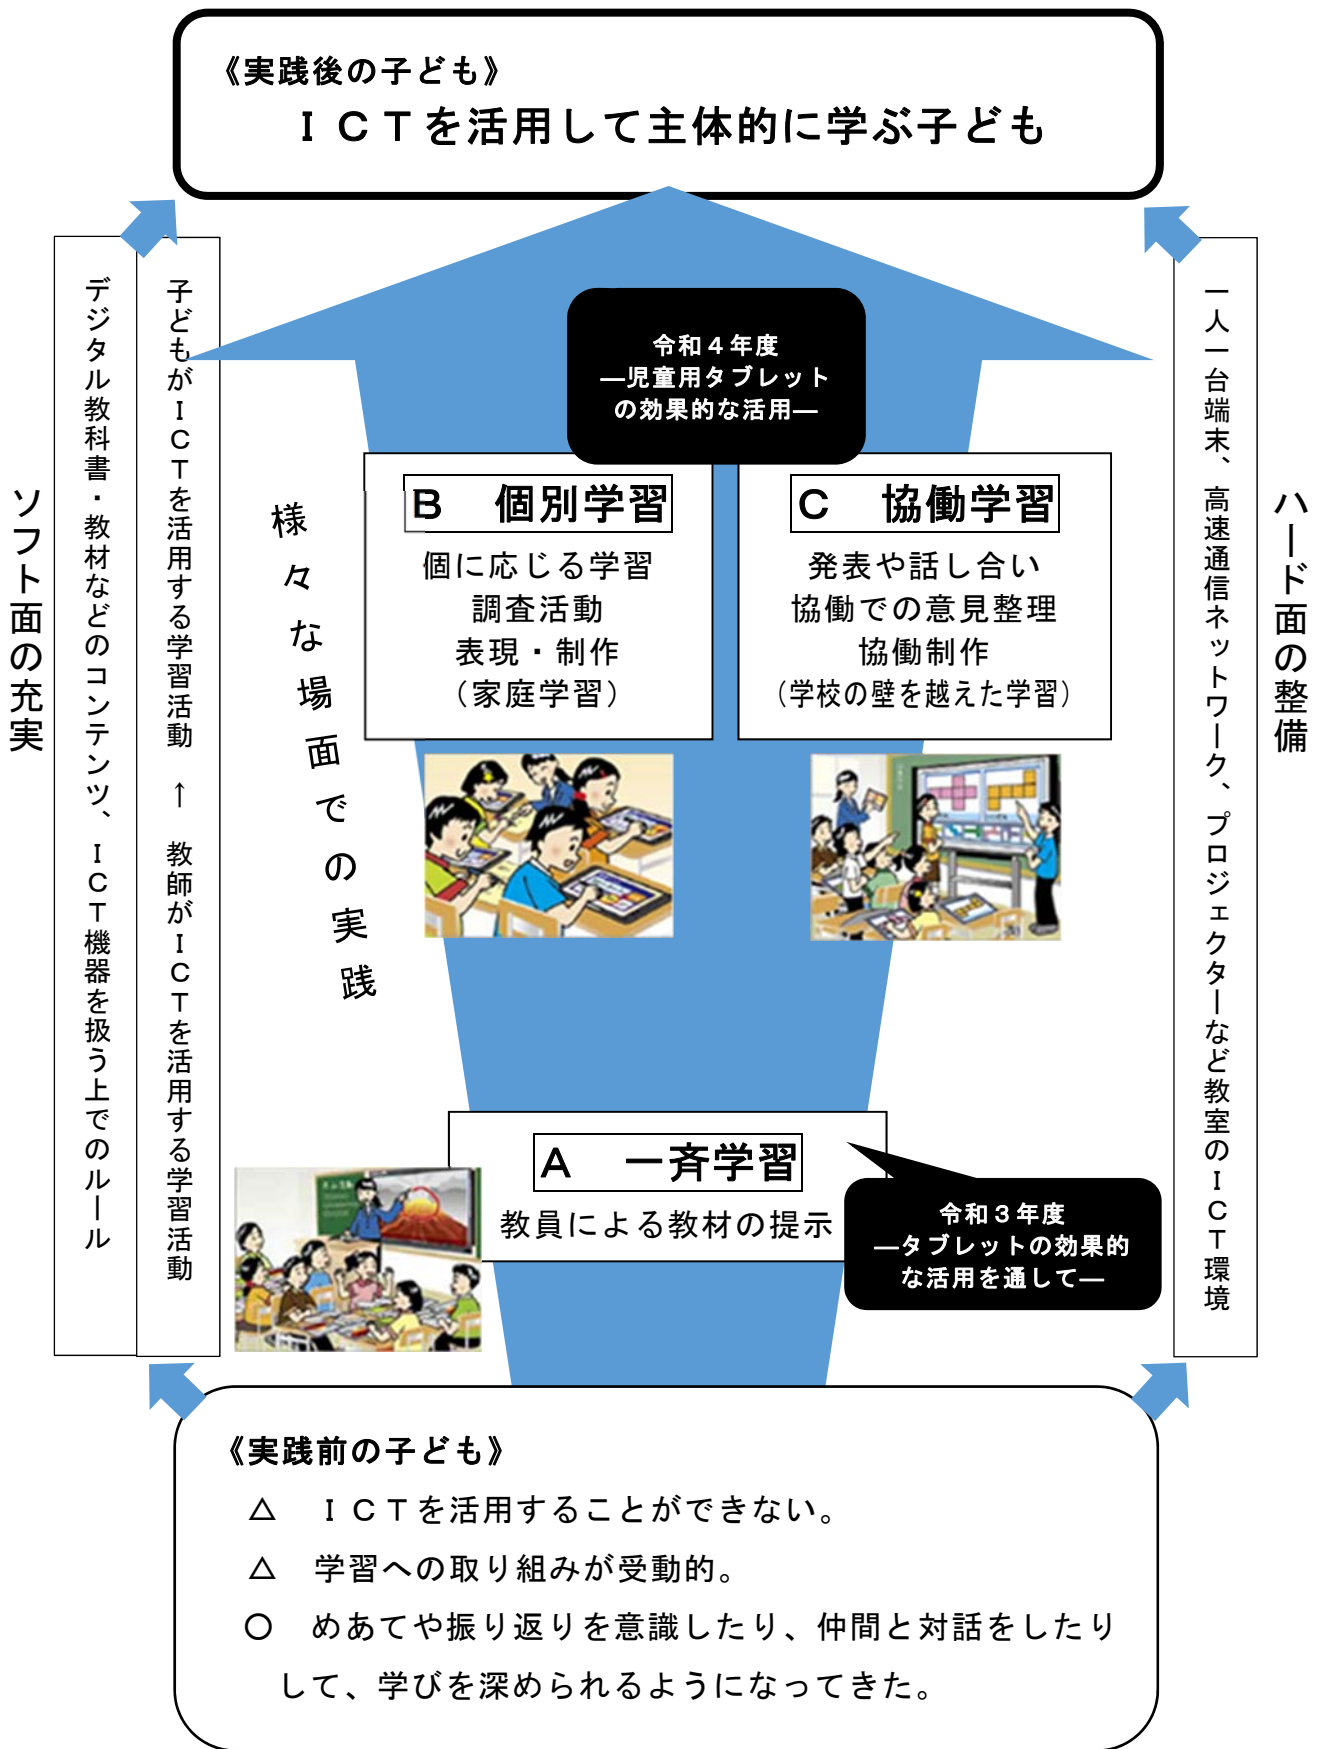 《実践後の子ども》
ＩＣＴを活用して主体的に学ぶ子ども
ソフト面の充実
デジタル教科書・教材などのコンテンツ、ＩＣＴ機器を扱う上でのルール
子どもがＩＣＴを活用する学習活動　↑　教師がＩＣＴを活用する学習活動
様々な場面での実践
令和４年度
―児童用タブレット
の効果的な活用―
Ｂ　個別学習
個に応じる学習
調査活動
表現・制作
（家庭学習）
Ｃ　協働学習
発表や話し合い
協働での意見整理
協働制作
（学校の壁を越えた学習）
一人一台端末、高速通信ネットワーク、プロジェクターなど教室のＩＣＴ環境
ハード面の整備
Ａ　一斉学習
教員による教材の提示
令和３年度
―タブレットの効果的
な活用を通して―
《実践前の子ども》
△　ＩＣＴを活用することができない。
△　学習への取り組みが受動的。
○　めあてや振り返りを意識したり、仲間と対話をしたり
して、学びを深められるようになってきた。